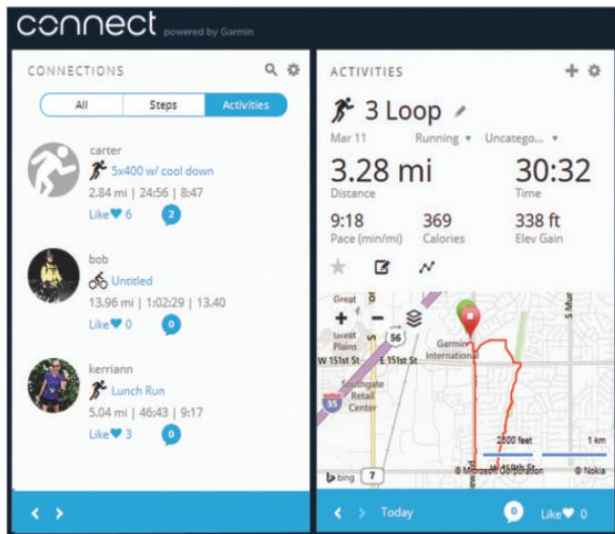 connect powered by Garmin
CONNECTIONS
All Steps Activities
carter
5x400 w/ cool down
2.84 mi | 24:56 | 8:47
Like 6 2
bob
Untitled
13.96 mi | 1:02:29 | 13.40
Like 0 0
kerriann
Lunch Run
5.04 mi | 46:43 | 9:17
Like 3 0
ACTIVITIES
3 Loop
Mar 11 Running Uncatego...
3.28 mi 30:32
Distance Time
9:18 369 338 ft
Pace (min/mi) Calories Elev Gain
Great
Great
Plains
56
Garmin
International
W 151st St E 151st St
Southgate
Retail
Center
35
S Mur
2500 feet 1 km
W 159th St
© Microsoft Corporation © Nokia
bing 7
Today 0 Like 0